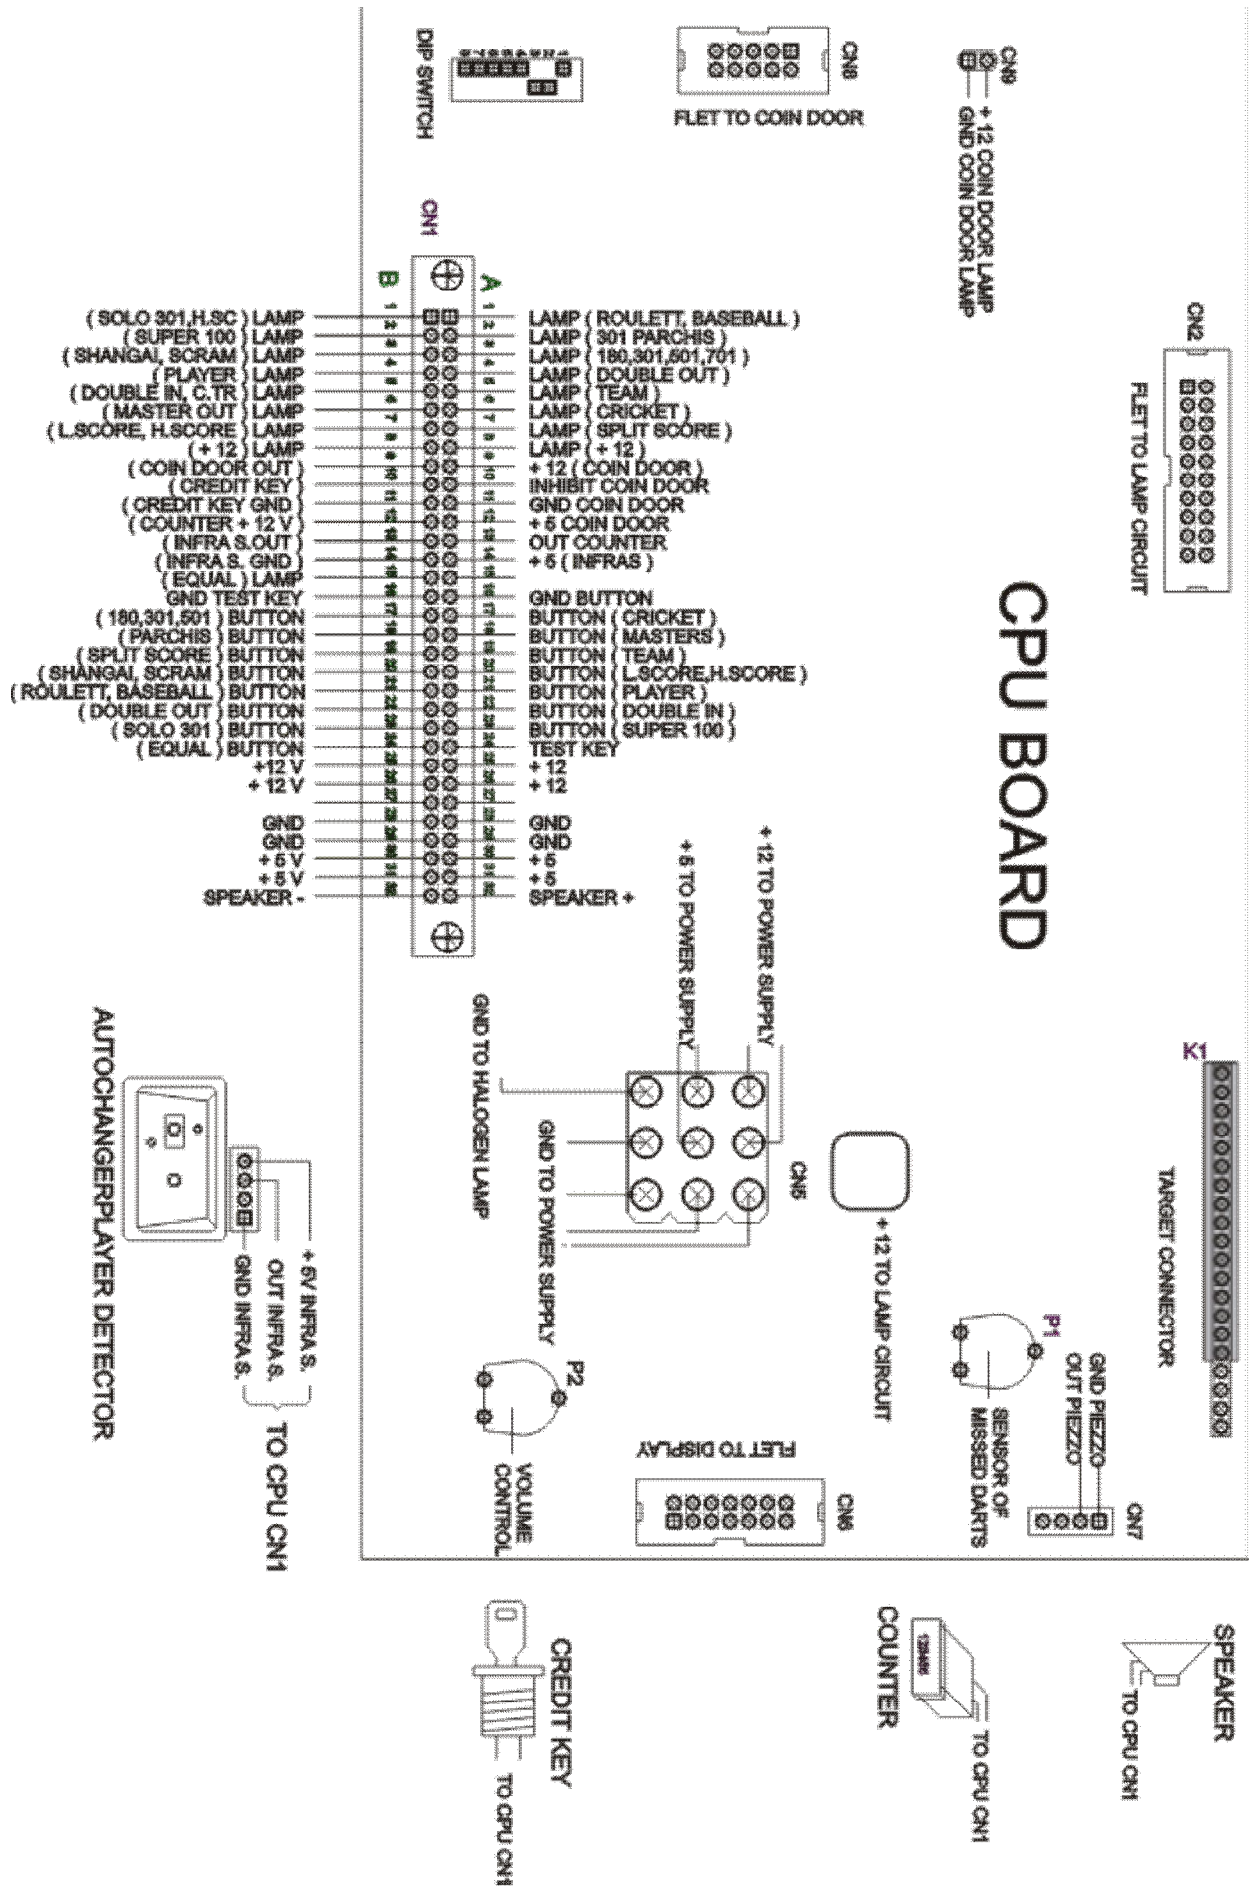 DIP SWITCH
CN8
FLET TO COIN DOOR
CN9
+ 12 COIN DOOR LAMP
GND COIN DOOR LAMP
CN2
FLET TO LAMP CIRCUIT
CPU BOARD
CN1
B
A
( SOLO 301,H.SC ) LAMP
( SUPER 100 ) LAMP
( SHANGAI, SCRAM ) LAMP
( PLAYER ) LAMP
( DOUBLE IN, C.TR ) LAMP
( MASTER OUT ) LAMP
( L.SCORE, H.SCORE ) LAMP
( + 12 ) LAMP
( COIN DOOR OUT )
( CREDIT KEY )
( CREDIT KEY GND )
( COUNTER + 12 V )
( INFRA S.OUT )
( INFRA S. GND )
( EQUAL ) LAMP
GND TEST KEY
( 180,301,501 ) BUTTON
( PARCHIS ) BUTTON
( SPLIT SCORE ) BUTTON
( SHANGAI, SCRAM ) BUTTON
( ROULETT, BASEBALL ) BUTTON
( DOUBLE OUT ) BUTTON
( SOLO 301 ) BUTTON
( EQUAL ) BUTTON
+12 V
+ 12 V
GND
GND
+ 5 V
+ 5 V
SPEAKER -
LAMP ( ROULETT, BASEBALL )
LAMP ( 301 PARCHIS )
LAMP ( 180,301,501,701 )
LAMP ( DOUBLE OUT )
LAMP ( TEAM )
LAMP ( CRICKET )
LAMP ( SPLIT SCORE )
LAMP ( + 12 )
+ 12 ( COIN DOOR )
INHIBIT COIN DOOR
GND COIN DOOR
+ 5 COIN DOOR
OUT COUNTER
+ 5 ( INFRAS )
GND BUTTON
BUTTON ( CRICKET )
BUTTON ( MASTERS )
BUTTON ( TEAM )
BUTTON ( L.SCORE,H.SCORE )
BUTTON ( PLAYER )
BUTTON ( DOUBLE IN )
BUTTON ( SUPER 100 )
TEST KEY
+ 12
+ 12
GND
GND
+ 5
+ 5
SPEAKER +
+ 5 TO POWER SUPPLY
+ 12 TO POWER SUPPLY
GND TO HALOGEN LAMP
GND TO POWER SUPPLY
CN5
+ 12 TO LAMP CIRCUIT
K1
TARGET CONNECTOR
P1
SENSOR OF
MISSED DARTS
GND PIEZZO
OUT PIEZZO
CN7
P2
VOLUME
CONTROL
FLET TO DISPLAY
CN6
AUTOCHANGERPLAYER DETECTOR
+ 5V INFRA S.
OUT INFRA S.
GND INFRA S.
TO CPU CN1
CREDIT KEY
TO CPU CN1
COUNTER
TO CPU CN1
SPEAKER
TO CPU CN1